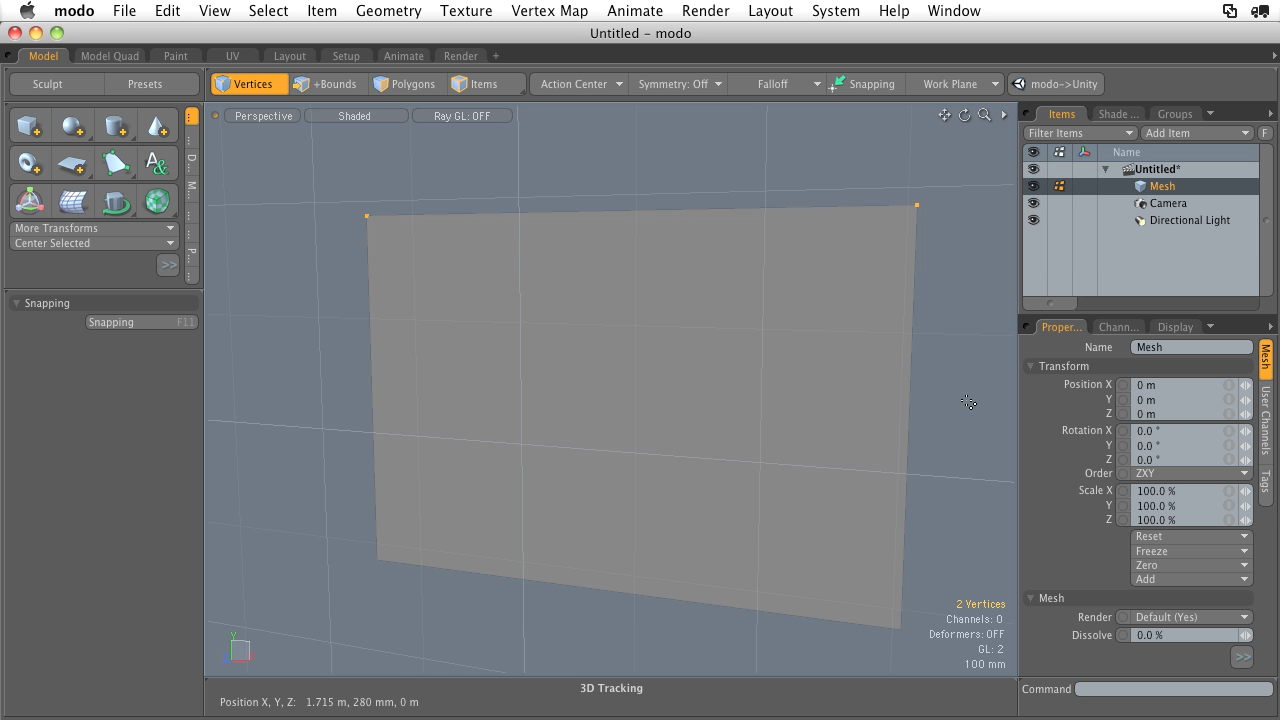 modo File Edit View Select Item Geometry Texture Vertex Map Animate Render Layout System Help Window
Untitled - modo
Model Model Quad Paint UV Layout Setup Animate Render +
Sculpt Presets
Vertices +Bounds Polygons Items Action Center Symmetry: Off Falloff Snapping Work Plane modo->Unity
Perspective Shaded Ray GL: OFF
More Transforms
Center Selected
>>
D...
M...
P...
Snapping
Snapping F11
Items Shade ... Groups
Filter Items Add Item F
Name
Untitled*
Mesh
Camera
Directional Light
Proper... Chann... Display
Name Mesh
Transform
Position X 0 m
Y 0 m
Z 0 m
Rotation X 0.0 °
Y 0.0 °
Z 0.0 °
Order ZXY
Scale X 100.0 %
Y 100.0 %
Z 100.0 %
Reset
Freeze
Zero
Add
Mesh
Render Default (Yes)
Dissolve 0.0 %
>>
Mesh
User Channels
Tags
2 Vertices
Channels: 0
Deformers: OFF
GL: 2
100 mm
Y
3D Tracking
Position X, Y, Z: 1.715 m, 280 mm, 0 m
Command